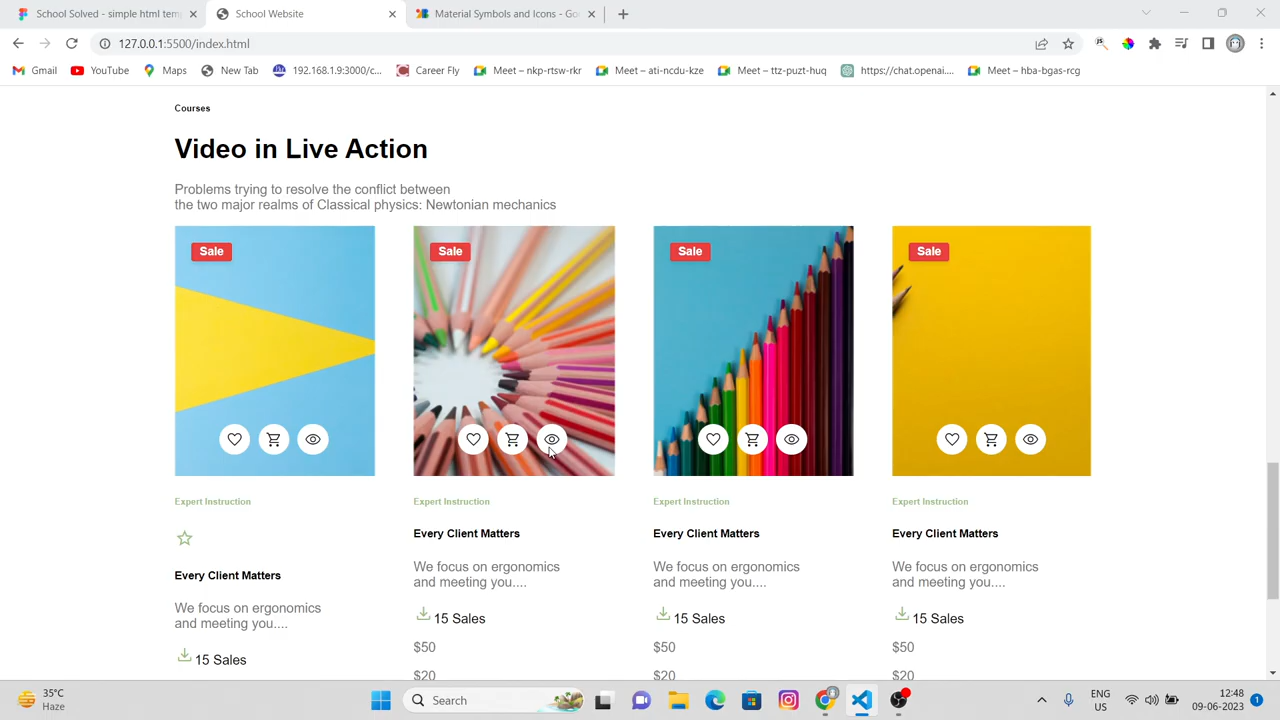 School Solved - simple html tem
School Website
Material Symbols and Icons - Goo
127.0.0.1:5500/index.html
Gmail
YouTube
Maps
New Tab
192.168.1.9:3000/c...
Career Fly
Meet – nkp-rtsw-rkr
Meet – ati-ncdu-kze
Meet – ttz-puzt-huq
https://chat.openai....
Meet – hba-bgas-rcg
Courses
Video in Live Action
Problems trying to resolve the conflict between
the two major realms of Classical physics: Newtonian mechanics
Sale
Sale
Sale
Sale
Expert Instruction
Every Client Matters
We focus on ergonomics
and meeting you....
15 Sales
Expert Instruction
Every Client Matters
We focus on ergonomics
and meeting you....
15 Sales
$50
$20
Expert Instruction
Every Client Matters
We focus on ergonomics
and meeting you....
15 Sales
$50
$20
Expert Instruction
Every Client Matters
We focus on ergonomics
and meeting you....
15 Sales
$50
$20
35°C
Haze
Search
ENG
US
12:48
09-06-2023
1